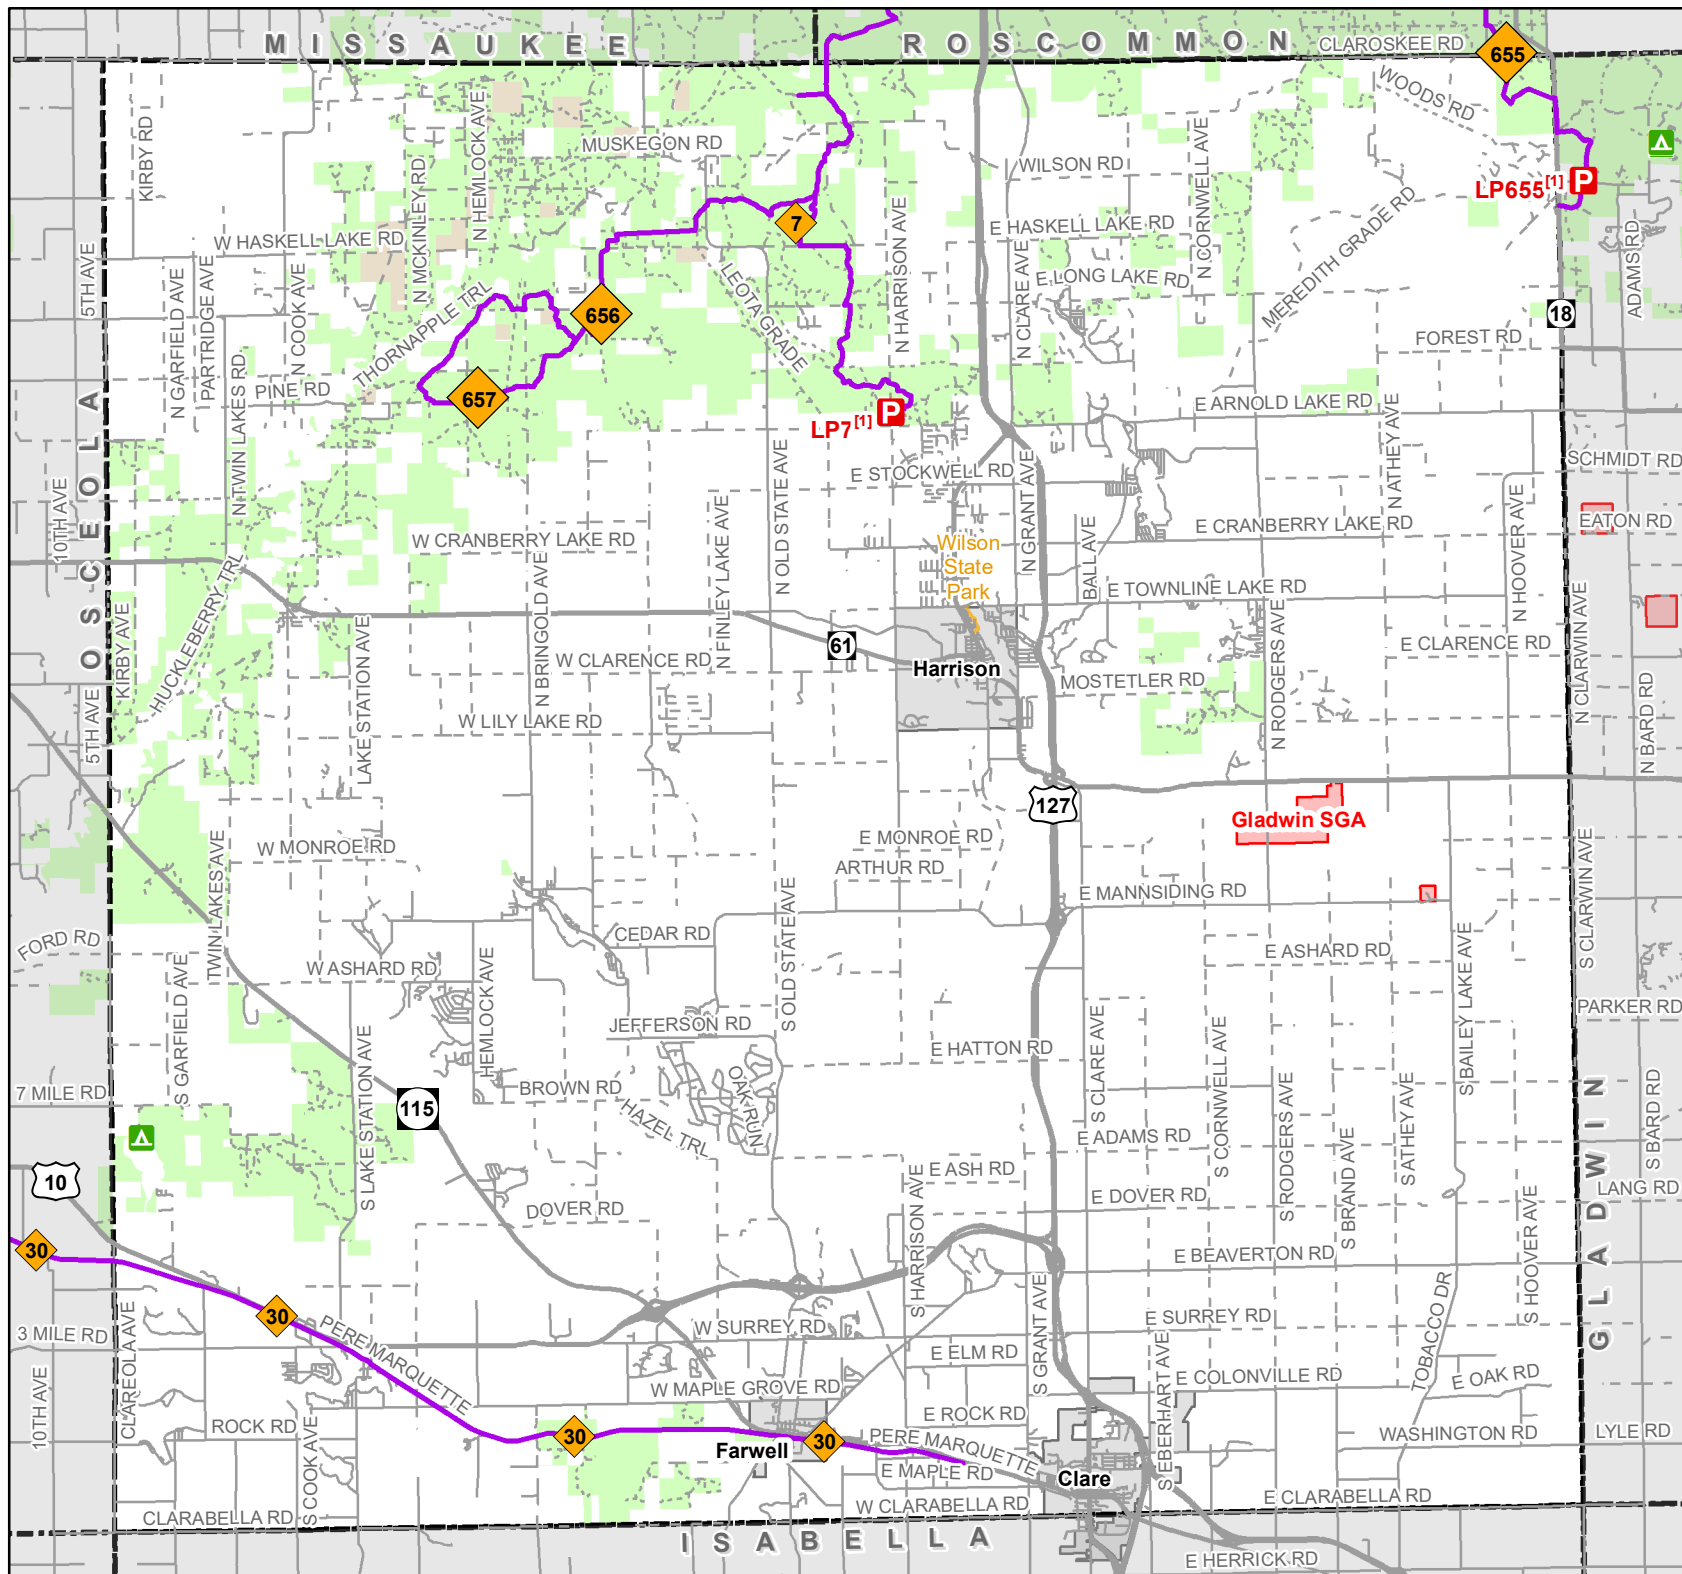 MISSAUKEE
ROSCOMMON
CLAROSKEE RD
655
WOODS RD
KIRBY RD
N HEMLOCK AVE
MUSKEGON RD
N MCKINLEY RD
WILSON RD
N CORNWELL AVE
LP655[1]
P
MEREDITH GRADE RD
7
N HARRISON AVE
E HASKELL LAKE RD
W HASKELL LAKE RD
ADAMS RD
5TH AVE
N GARFIELD AVE
PARTRIDGE AVE
N COOK AVE
THORNAPPLE TRL
LEOTA GRADE
N CLARE AVE
E LONG LAKE RD
18
656
FOREST RD
N TWIN LAKES RD
PINE RD
657
LP7[1]
P
E ARNOLD LAKE RD
N ATHEY AVE
OSCEOLA
E STOCKWELL RD
SCHMIDT RD
10TH AVE
N OLD STATE AVE
N FINLEY LAKE AVE
N GRANT AVE
N HOOVER AVE
E CRANBERRY LAKE RD
EATON RD
W CRANBERRY LAKE RD
Wilson
State
Park
BALL AVE
HUCKLEBERRY TRL
N BRINGOLD AVE
E TOWNLINE LAKE RD
KIRBY AVE
LAKE STATION AVE
61
N RODGERS AVE
N CLARWIN AVE
E CLARENCE RD
W CLARENCE RD
Harrison
MOSTETLER RD
5TH AVE
W LILY LAKE RD
N BARD RD
127
Gladwin SGA
W MONROE RD
E MONROE RD
ARTHUR RD
TWIN LAKES AVE
E MANNSIDING RD
S CLARWIN AVE
FORD RD
CEDAR RD
S OLD STATE AVE
E ASHARD RD
W ASHARD RD
HEMLOCK AVE
S BAILEY LAKE AVE
S GARFIELD AVE
PARKER RD
JEFFERSON RD
S LAKE STATION AVE
E HATTON RD
S CLARE AVE
S CORNWELL AVE
7 MILE RD
BROWN RD
OAK RUN
S RODGERS AVE
S ATHEY AVE
S BARD RD
115
HAZEL TRL
GLADWIN
E ADAMS RD
S BRAND AVE
10
E ASH RD
S HARRISON AVE
E DOVER RD
LANG RD
DOVER RD
S HOOVER AVE
30
E BEAVERTON RD
30
CLAREOLA AVE
3 MILE RD
PERE MARQUETTE
W SURREY RD
S GRANT AVE
E SURREY RD
TOBACCO DR
E ELM RD
S EBERHART AVE
E COLONVILLE RD
E OAK RD
W MAPLE GROVE RD
10TH AVE
ROCK RD
S COOK AVE
30
E ROCK RD
30
Farwell
PERE MARQUETTE
WASHINGTON RD
LYLE RD
E MAPLE RD
Clare
W CLARABELLA RD
E CLARABELLA RD
CLARABELLA RD
ISABELLA
E HERRICK RD